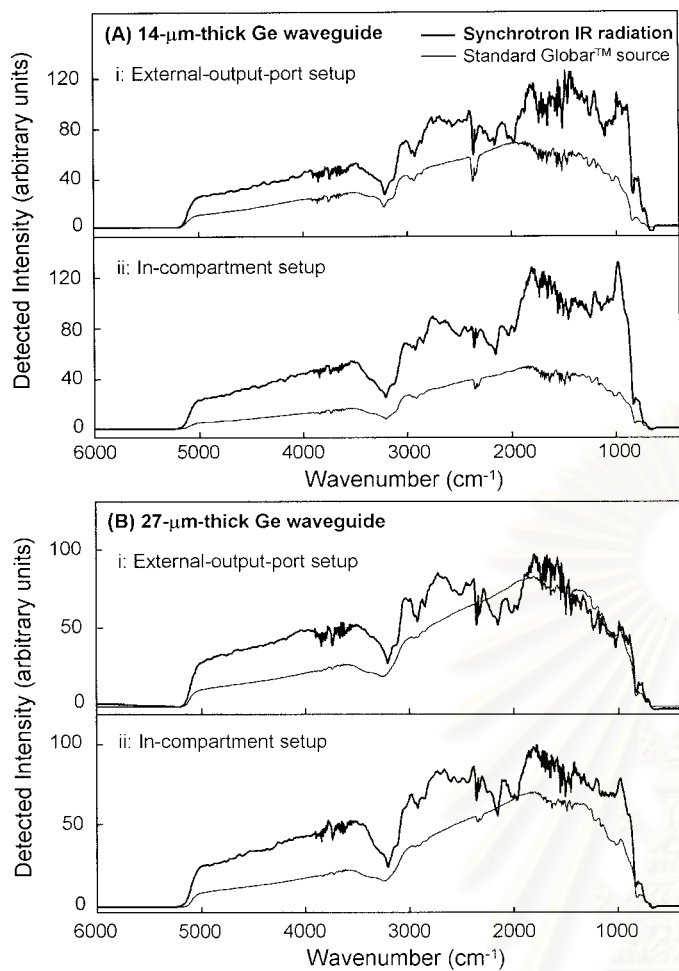 (A) 14-μm-thick Ge waveguide
Synchrotron IR radiation
Standard Globar™ source
i: External-output-port setup
120
80
40
0
ii: In-compartment setup
120
80
40
0
Detected Intensity (arbitrary units)
6000 5000 4000 3000 2000 1000
Wavenumber (cm-1)
(B) 27-μm-thick Ge waveguide
i: External-output-port setup
100
50
0
ii: In-compartment setup
100
50
0
Detected Intensity (arbitrary units)
6000 5000 4000 3000 2000 1000
Wavenumber (cm-1)